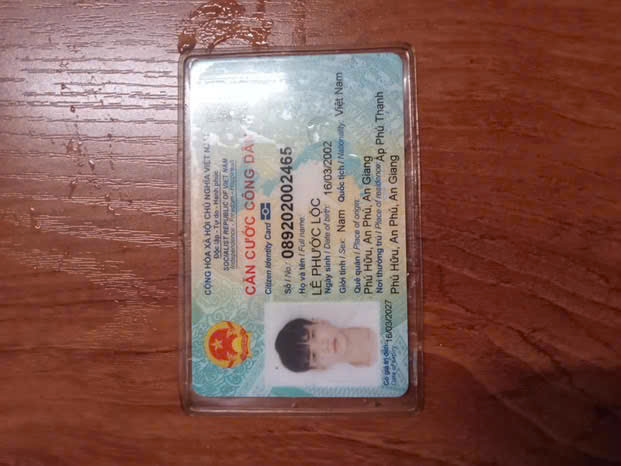 CỘNG HÒA XÃ HỘI CHỦ NGHĨA VIỆT NAM
Độc lập - Tự do - Hạnh phúc
SOCIALIST REPUBLIC OF VIET NAM
Independence - Freedom - Happiness
CĂN CƯỚC CÔNG DÂN
Citizen Identity Card
Số / No.: 089202002465
Họ và tên / Full name:
LÊ PHƯỚC LỘC
Ngày sinh / Date of birth: 16/03/2002
Giới tính / Sex: Nam Quốc tịch / Nationality: Việt Nam
Quê quán / Place of origin:
Phú Hữu, An Phú, An Giang
Nơi thường trú / Place of residence: Ấp Phú Thạnh
Phú Hữu, An Phú, An Giang
Có giá trị đến: 16/03/2027
Date of expiry